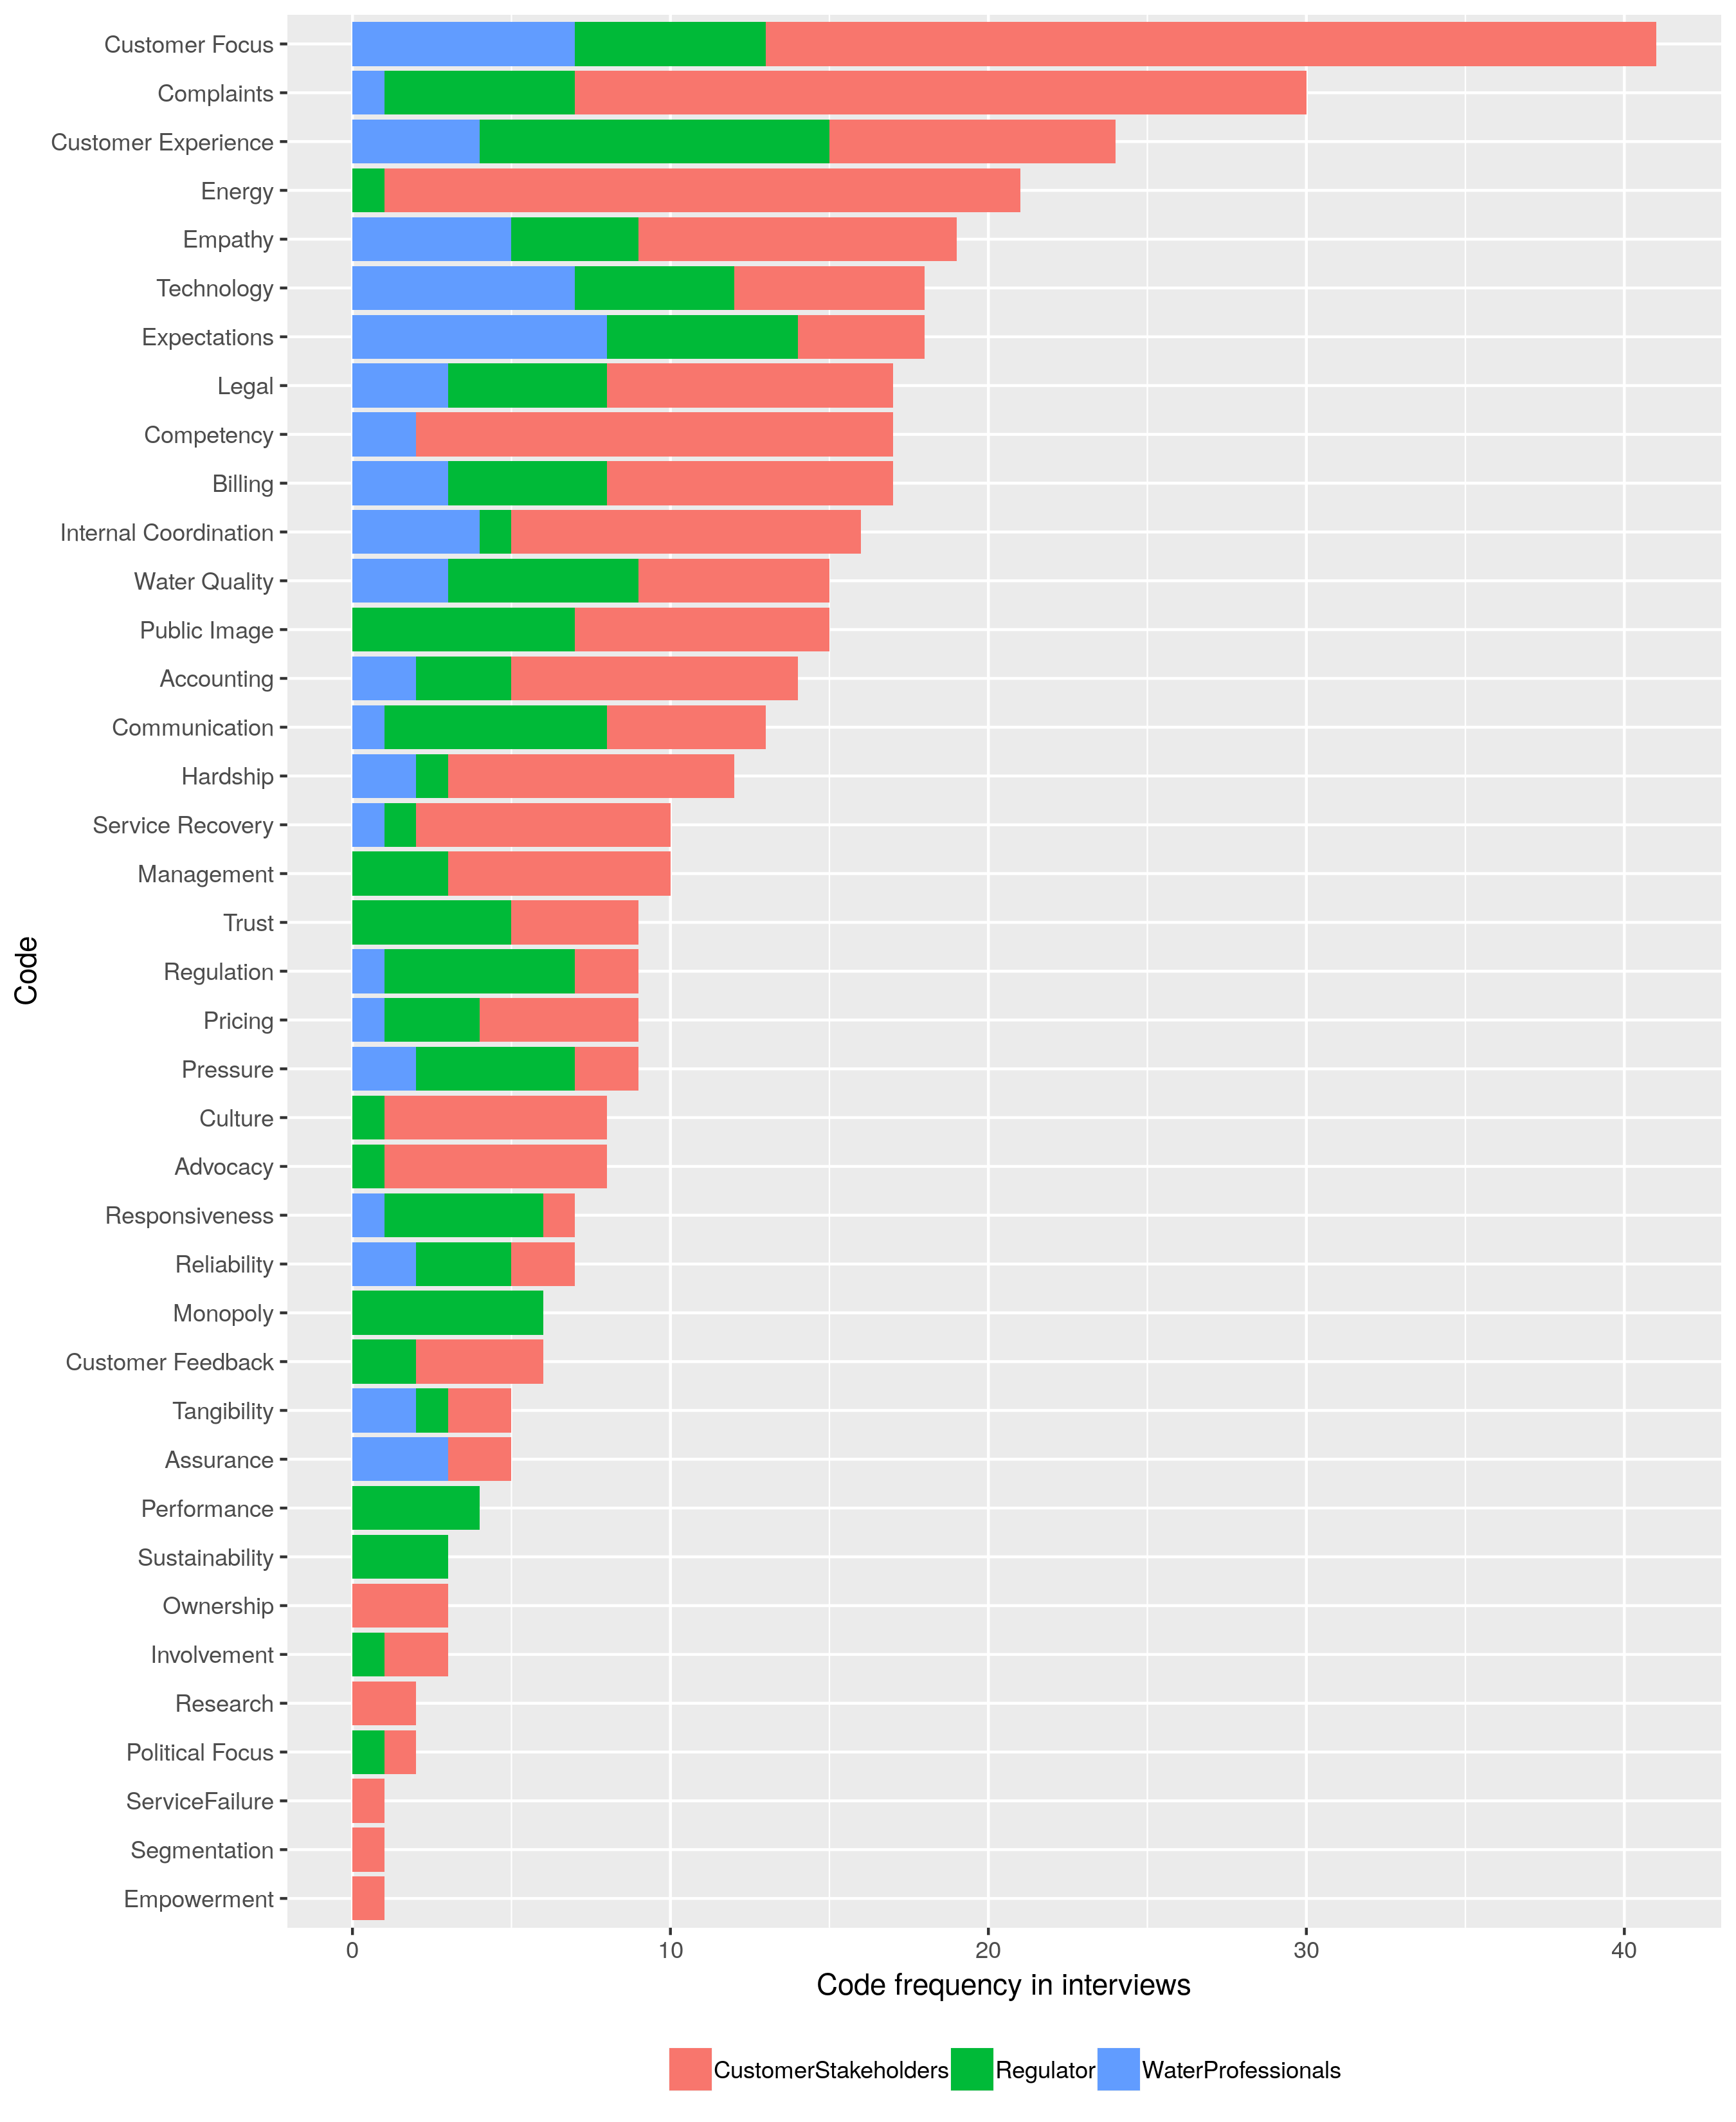 Customer Focus
Complaints
Customer Experience
Energy
Empathy
Technology
Expectations
Legal
Competency
Billing
Internal Coordination
Water Quality
Public Image
Accounting
Communication
Hardship
Service Recovery
Management
Trust
Regulation
Pricing
Pressure
Culture
Advocacy
Responsiveness
Reliability
Monopoly
Customer Feedback
Tangibility
Assurance
Performance
Sustainability
Ownership
Involvement
Research
Political Focus
ServiceFailure
Segmentation
Empowerment
Code
0 10 20 30 40
Code frequency in interviews
CustomerStakeholders Regulator WaterProfessionals